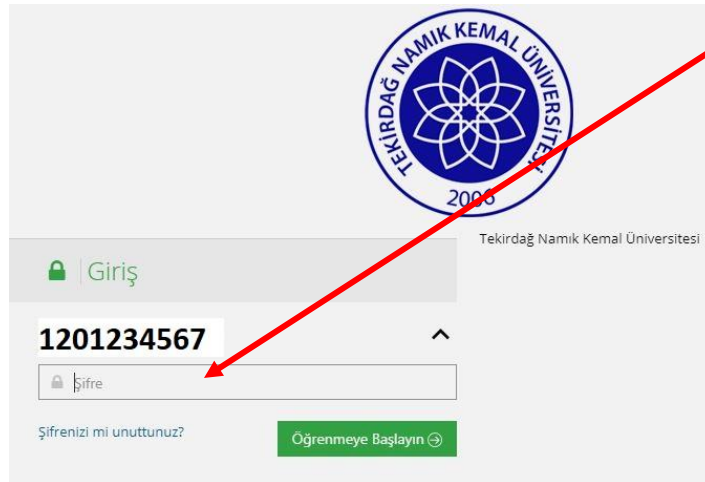 TEKİRDAĞ NAMIK KEMAL ÜNİVERSİTESİ
2006
Tekirdağ Namık Kemal Üniversitesi
Giriş
1201234567
Şifre
Şifrenizi mi unuttunuz?
Öğrenmeye Başlayın